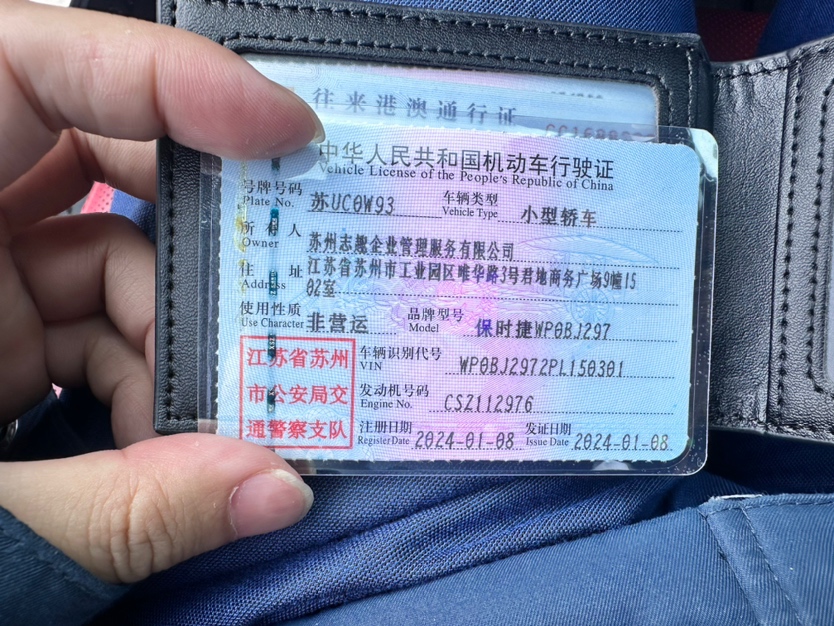 往来港澳通行证
中华人民共和国机动车行驶证
Vehicle License of the People's Republic of China
号牌号码 苏UC0W93 车辆类型 小型轿车
Plate No. Vehicle Type
所有人 苏州志趣企业管理服务有限公司
Owner
住址 江苏省苏州市工业园区唯华路3号君地商务广场9幢15
Address 02室
使用性质 非营运 品牌型号 保时捷WP0BJ297
Use Character Model
江苏省苏州
市公安局交
通警察支队
车辆识别代号 WP0BJ2972PL150301
VIN
发动机号码 CSZ112976
Engine No.
注册日期 2024-01-08 发证日期 2024-01-08
Register Date Issue Date